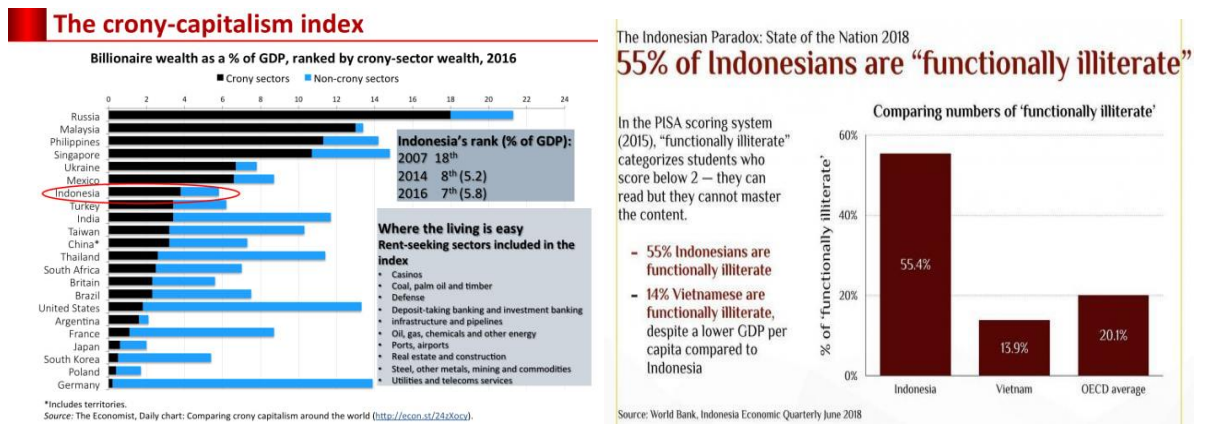 The crony-capitalism index
Billionaire wealth as a % of GDP, ranked by crony-sector wealth, 2016
Crony sectors Non-crony sectors
0 2 4 6 8 10 12 14 16 18 20 22 24
Russia
Malaysia
Philippines
Singapore
Ukraine
Mexico
Indonesia
Turkey
India
Taiwan
China*
Thailand
South Africa
Britain
Brazil
United States
Argentina
France
Japan
South Korea
Poland
Germany
Indonesia's rank (% of GDP):
2007 18th
2014 8th (5.2)
2016 7th (5.8)
Where the living is easy
Rent-seeking sectors included in the
index
• Casinos
• Coal, palm oil and timber
• Defense
• Deposit-taking banking and investment banking
• infrastructure and pipelines
• Oil, gas, chemicals and other energy
• Ports, airports
• Real estate and construction
• Steel, other metals, mining and commodities
• Utilities and telecoms services
*Includes territories.
Source: The Economist, Daily chart: Comparing crony capitalism around the world (http://econ.st/24zXocy).
The Indonesian Paradox: State of the Nation 2018
55% of Indonesians are "functionally illiterate"
In the PISA scoring system
(2015), "functionally illiterate"
categorizes students who
score below 2 — they can
read but they cannot master
the content.
- 55% Indonesians are
functionally illiterate
- 14% Vietnamese are
functionally illiterate,
despite a lower GDP per
capita compared to
Indonesia
Comparing numbers of 'functionally illiterate'
% of 'functionally illiterate'
60%
40%
20%
0%
55.4%
13.9%
20.1%
Indonesia Vietnam OECD average
Source: World Bank, Indonesia Economic Quarterly June 2018